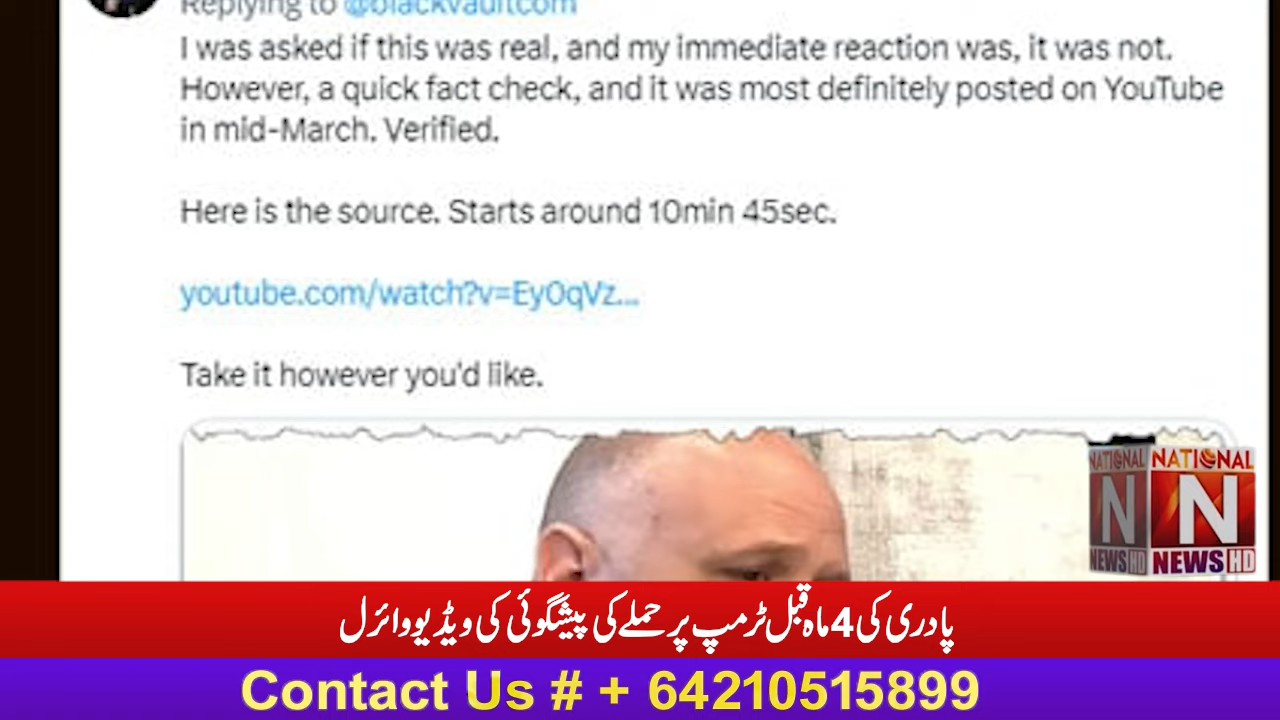 Replying to @blackvaultcom
I was asked if this was real, and my immediate reaction was, it was not.
However, a quick fact check, and it was most definitely posted on YouTube
in mid-March. Verified.
Here is the source. Starts around 10min 45sec.
youtube.com/watch?v=EyOqVz...
Take it however you'd like.
NATIONAL NATIONAL
N N
NEWS HD NEWS HD
پادری کی 4 ماہ قبل ٹرمپ پر حملے کی پیشگوئی کی ویڈیو وائرل
Contact Us # + 64210515899